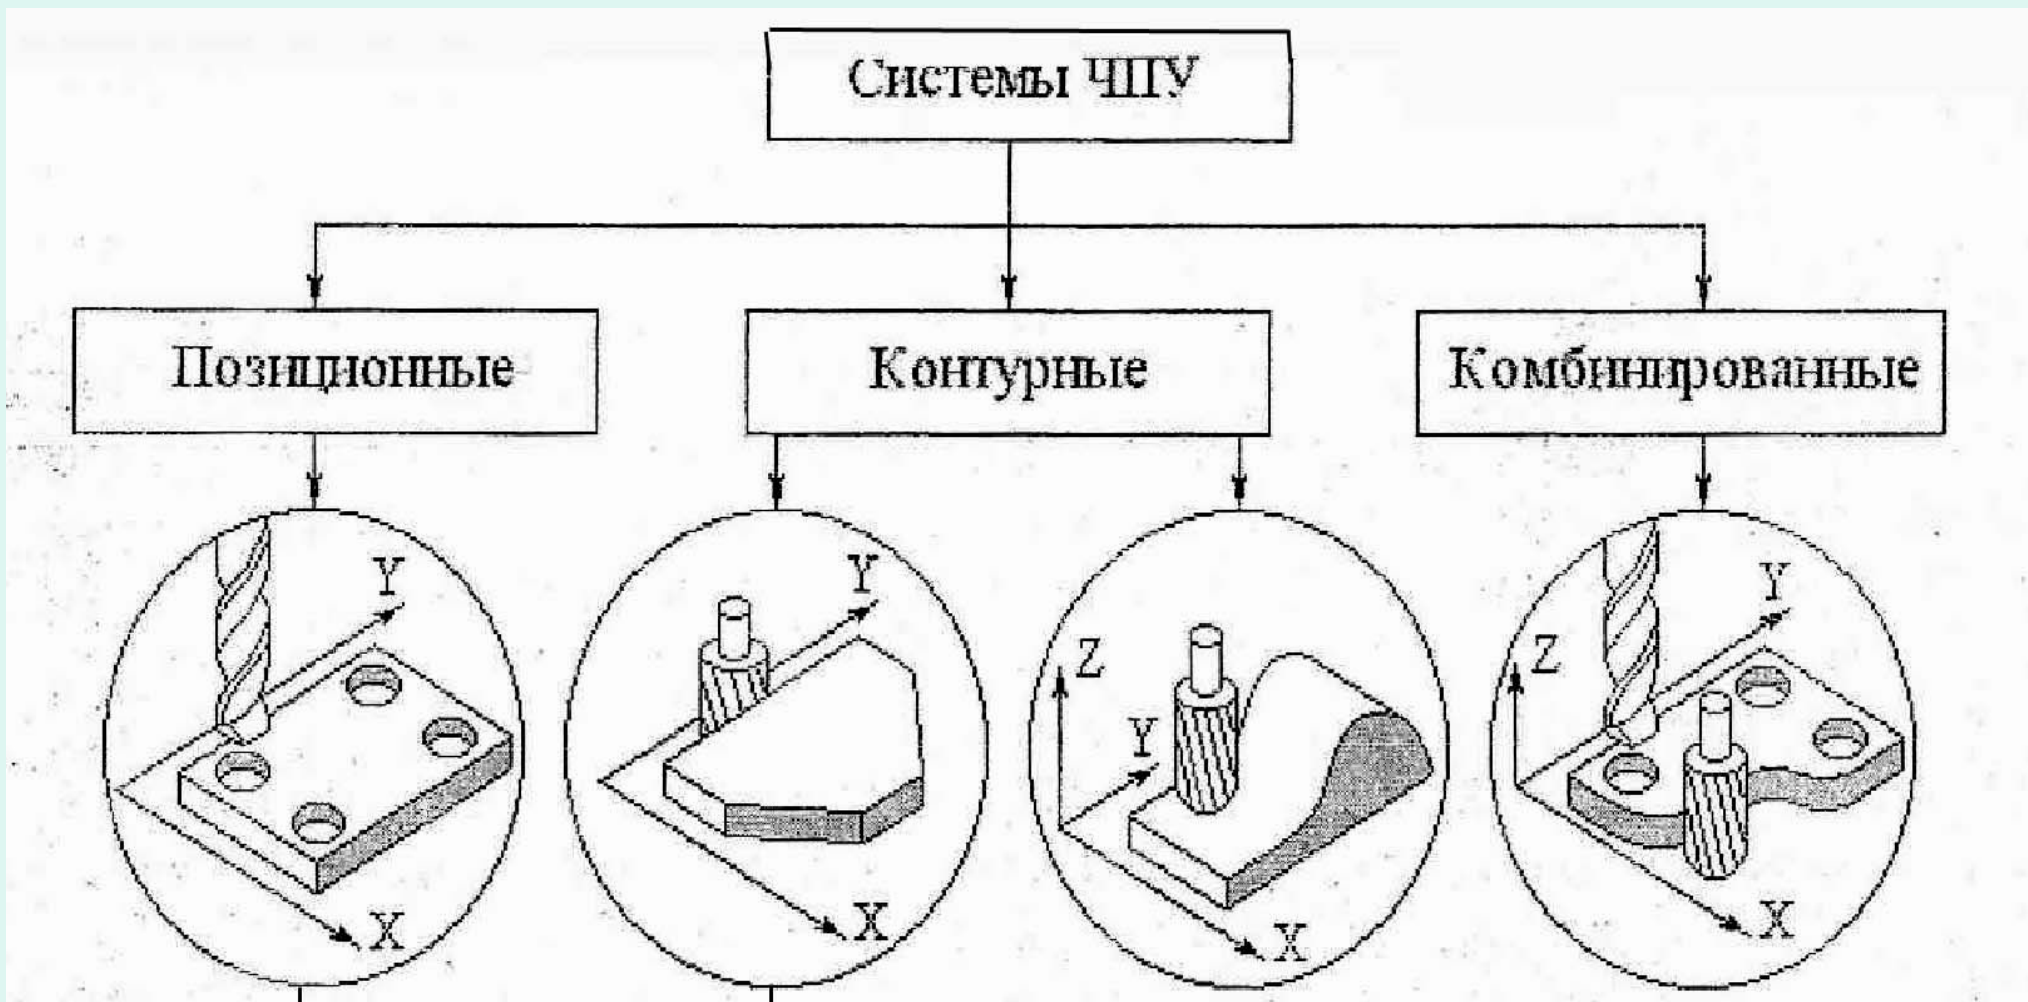 Системы ЧПУ
Позиционные
Контурные
Комбинированные
Y
X
Y
X
Z
Y
X
Z
Y
X